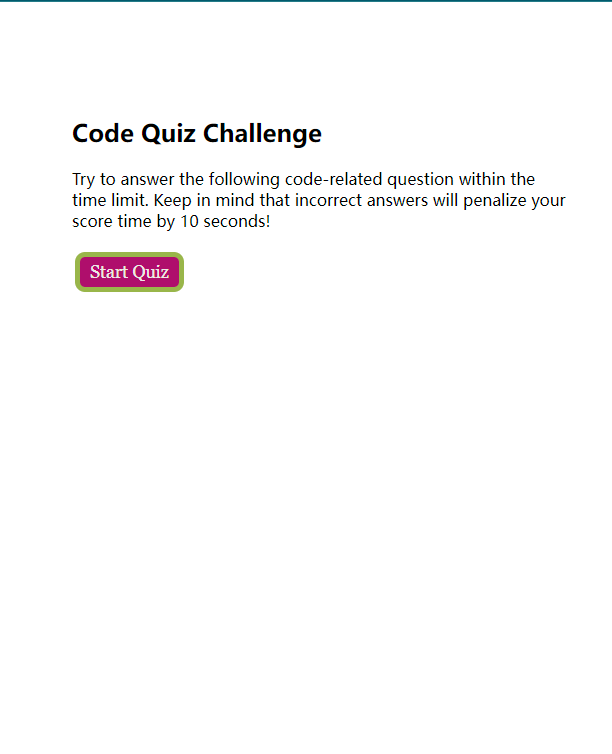 Code Quiz Challenge
Try to answer the following code-related question within the
time limit. Keep in mind that incorrect answers will penalize your
score time by 10 seconds!
Start Quiz